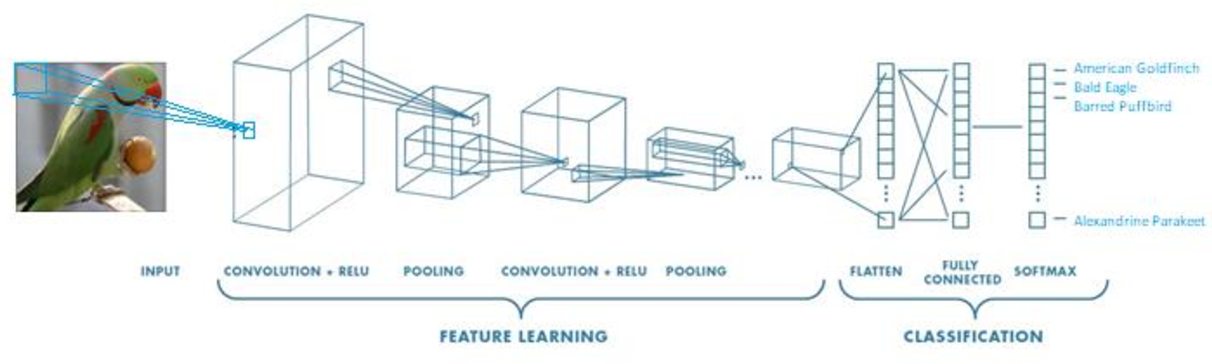 American Goldfinch
Bald Eagle
Barred Puffbird
...
Alexandrine Parakeet
INPUT
CONVOLUTION + RELU
POOLING
CONVOLUTION + RELU
POOLING
FLATTEN
FULLY
CONNECTED
SOFTMAX
FEATURE LEARNING
CLASSIFICATION